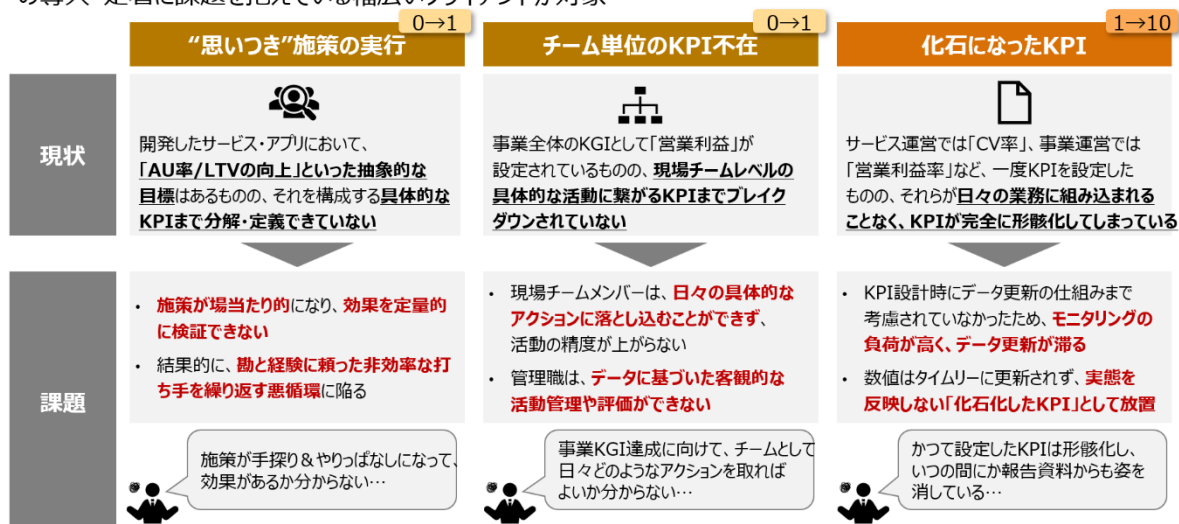 の導入・定着に課題を抱えている幅広いクライアントが対象
0→1
“思いつき”施策の実行
0→1
チーム単位のKPI不在
1→10
化石になったKPI
現状
開発したサービス・アプリにおいて、
「AU率/LTVの向上」といった抽象的な
目標はあるものの、それを構成する具体的な
KPIまで分解・定義できていない
事業全体のKGIとして「営業利益」が
設定されているものの、現場チームレベルの
具体的な活動に繋がるKPIまでブレイク
ダウンされていない
サービス運営では「CV率」、事業運営では
「営業利益率」など、一度KPIを設定した
ものの、それらが日々の業務に組み込まれる
ことなく、KPIが完全に形骸化してしまっている
課題
• 施策が場当たり的になり、効果を定量的
に検証できない
• 結果的に、勘と経験に頼った非効率な打
ち手を繰り返す悪循環に陥る
施策が手探り＆やりっぱなしになって、
効果があるか分からない…
• 現場チームメンバーは、日々の具体的な
アクションに落とし込むことができず、
活動の精度が上がらない
• 管理職は、データに基づいた客観的な
活動管理や評価ができない
事業KGI達成に向けて、チームとして
日々どのようなアクションを取れば
よいか分からない…
• KPI設計時にデータ更新の仕組みまで
考慮されていなかったため、モニタリングの
負荷が高く、データ更新が滞る
• 数値はタイムリーに更新されず、実態を
反映しない「化石化したKPI」として放置
かつて設定したKPIは形骸化し、
いつの間にか報告資料からも姿を
消している…